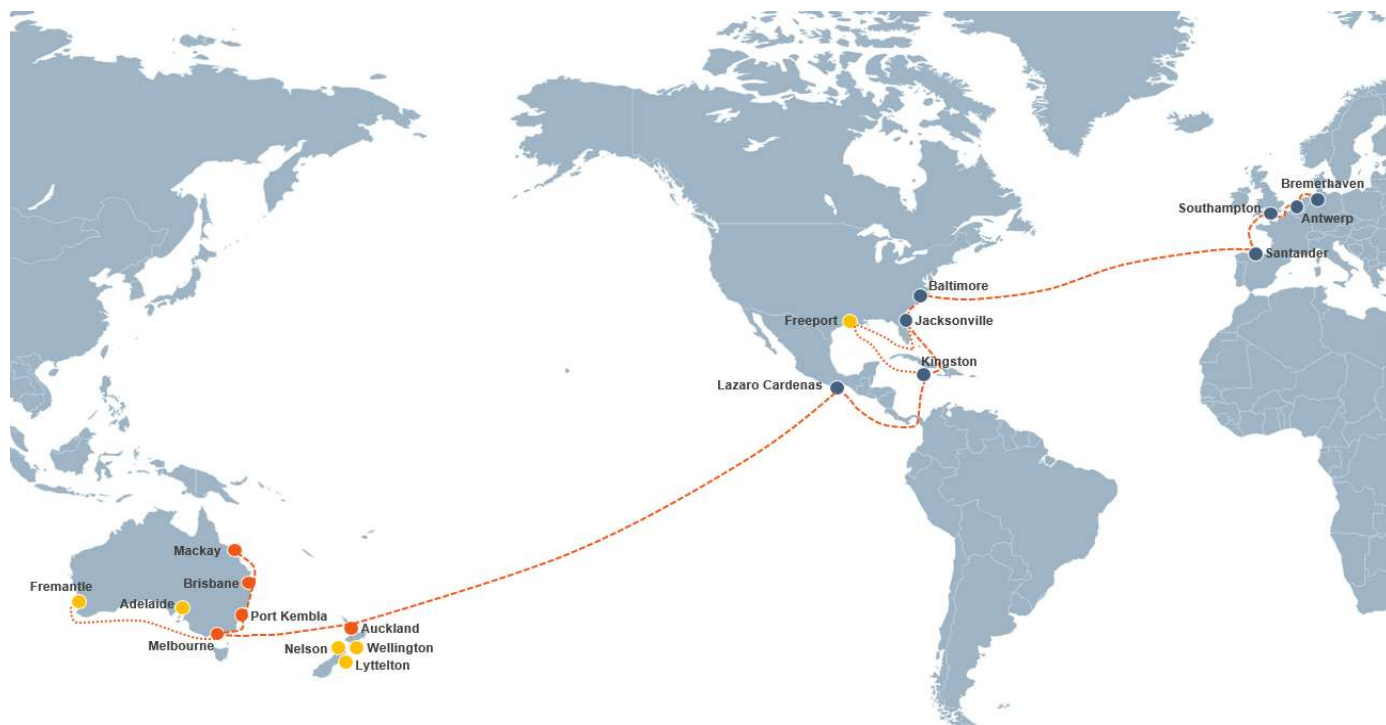 Bremerhaven
Southampton
Antwerp
Santander
Baltimore
Freeport
Jacksonville
Kingston
Lazaro Cardenas
Mackay
Brisbane
Fremantle
Adelaide
Port Kembla
Auckland
Melbourne
Nelson
Wellington
Lyttelton